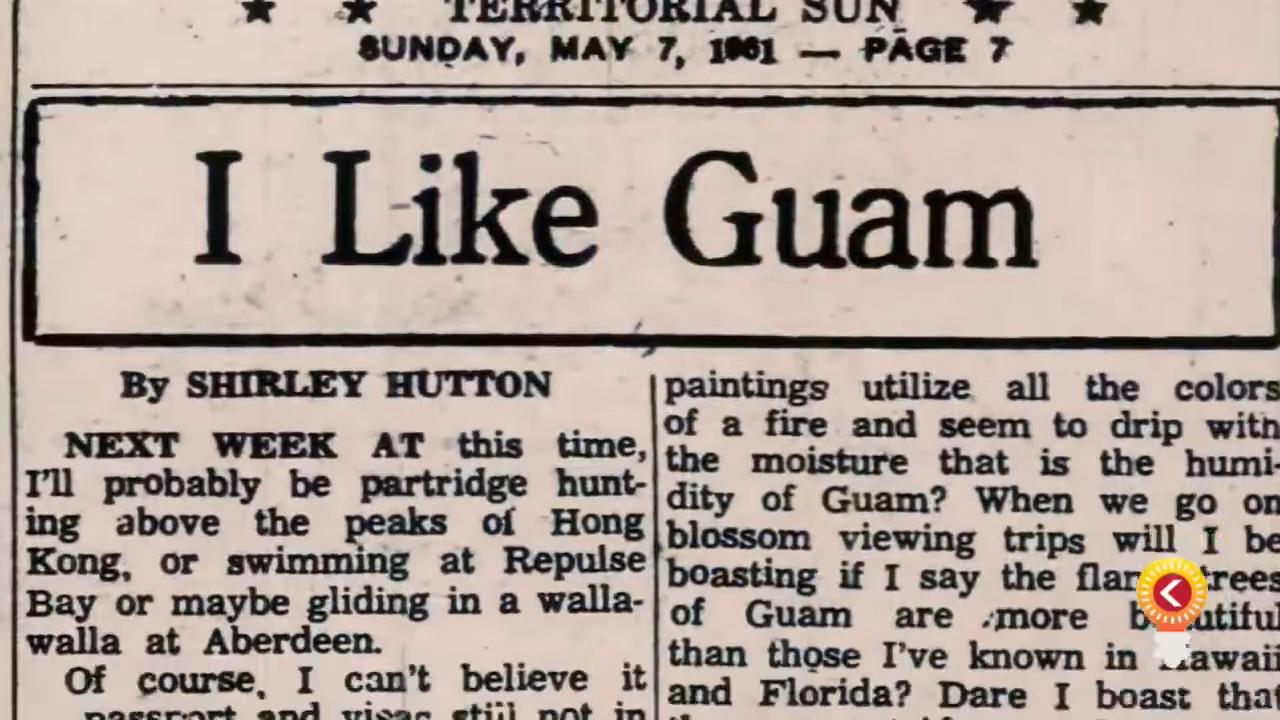 TERRITORIAL SUN
SUNDAY, MAY 7, 1961 — PAGE 7
I Like Guam
By SHIRLEY HUTTON
NEXT WEEK AT this time,
I'll probably be partridge hunt-
ing above the peaks of Hong
Kong, or swimming at Repulse
Bay or maybe gliding in a walla-
walla at Aberdeen.
Of course, I can't believe it
passport and visas still not in
paintings utilize all the colors
of a fire and seem to drip with
the moisture that is the humi-
dity of Guam? When we go on
blossom viewing trips will I be
boasting if I say the trees
of Guam are more
than those I've known in Hawaii
and Florida? Dare I boast that